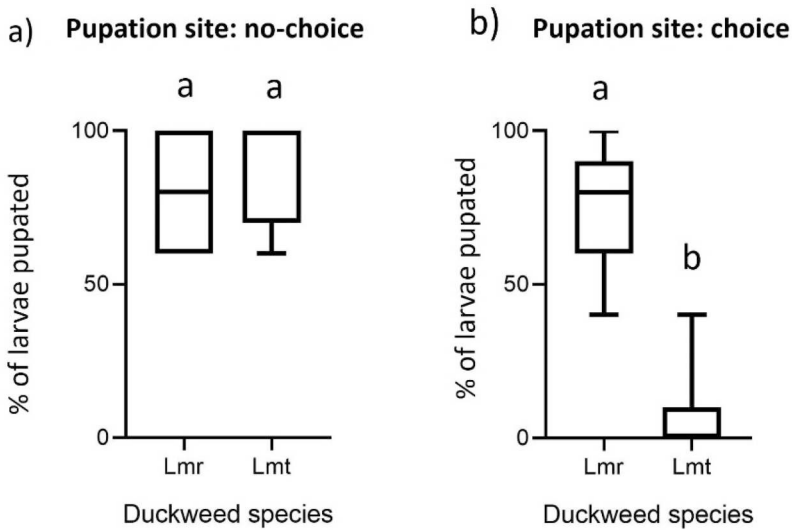 a) Pupation site: no-choice
a a
% of larvae pupated
100
50
0
Lmr Lmt
Duckweed species
b) Pupation site: choice
a
b
% of larvae pupated
100
50
0
Lmr Lmt
Duckweed species